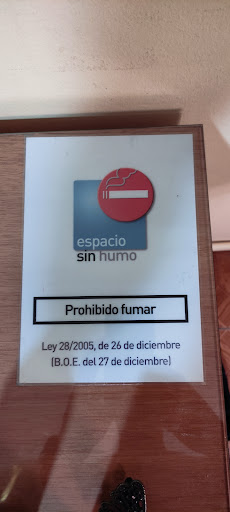 espacio
sin humo
Prohibido fumar
Ley 28/2005, de 26 de diciembre
(B.O.E. del 27 de diciembre)